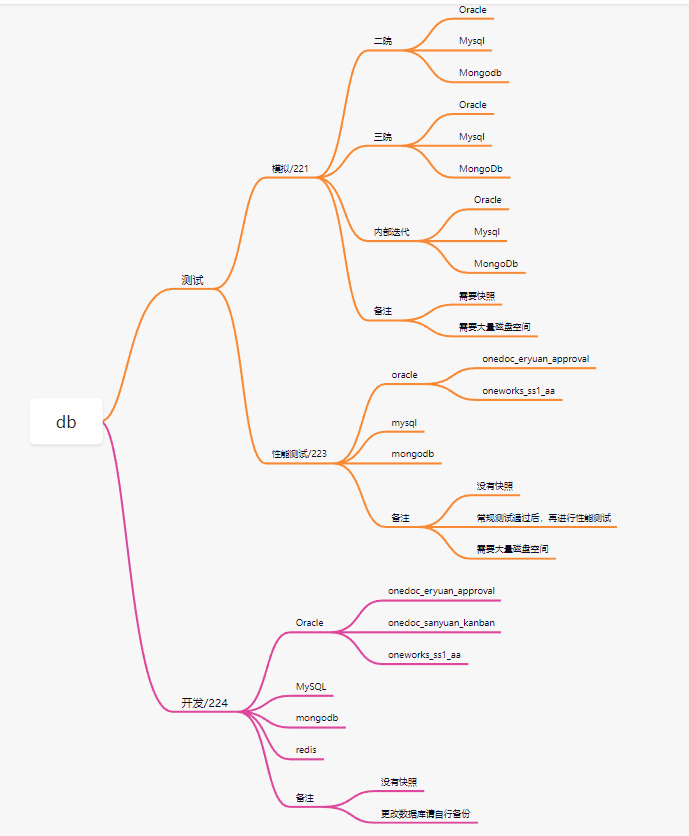 db
测试
模拟/221
二院
Oracle
Mysql
Mongodb
三院
Oracle
Mysql
MongoDb
内部迭代
Oracle
Mysql
MongoDb
备注
需要快照
需要大量磁盘空间
性能测试/223
oracle
onedoc_eryuan_approval
oneworks_ss1_aa
mysql
mongodb
备注
没有快照
常规测试通过后，再进行性能测试
需要大量磁盘空间
开发/224
Oracle
onedoc_eryuan_approval
onedoc_sanyuan_kanban
oneworks_ss1_aa
MySQL
mongodb
redis
备注
没有快照
更改数据库请自行备份